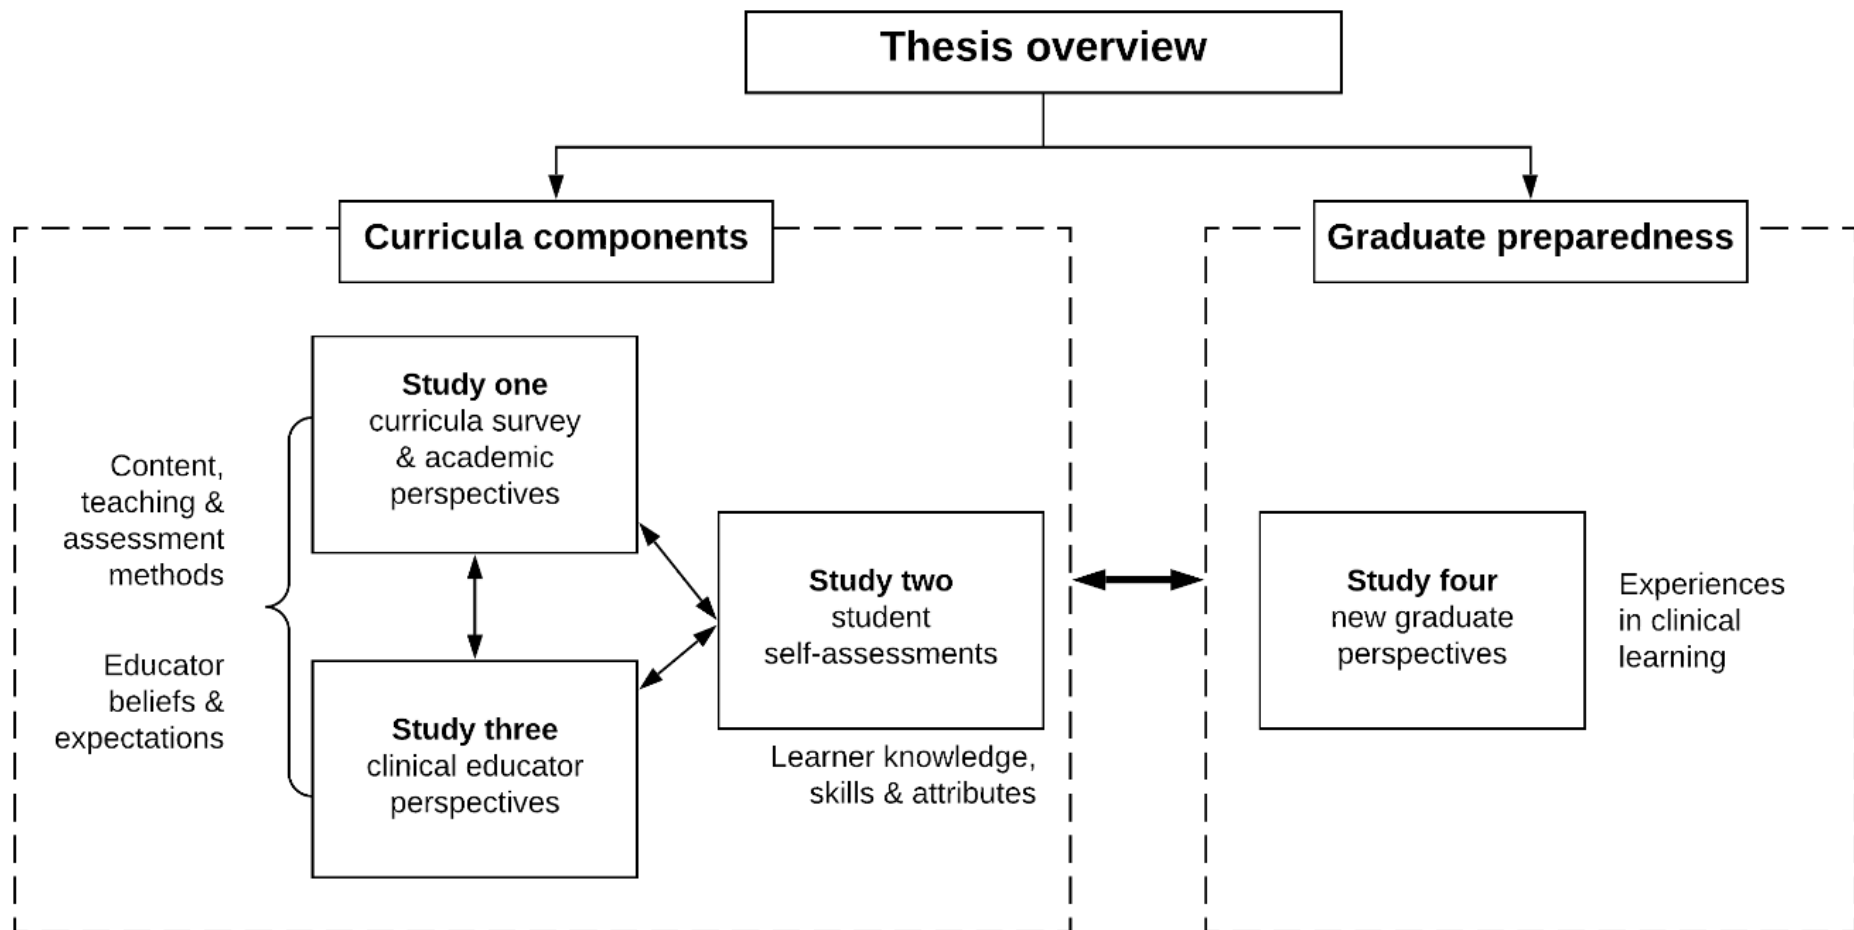 Thesis overview
Curricula components
Graduate preparedness
Study one
curricula survey
& academic
perspectives
Content,
teaching &
assessment
methods
Educator
beliefs &
expectations
Study three
clinical educator
perspectives
Study two
student
self-assessments
Learner knowledge,
skills & attributes
Study four
new graduate
perspectives
Experiences
in clinical
learning